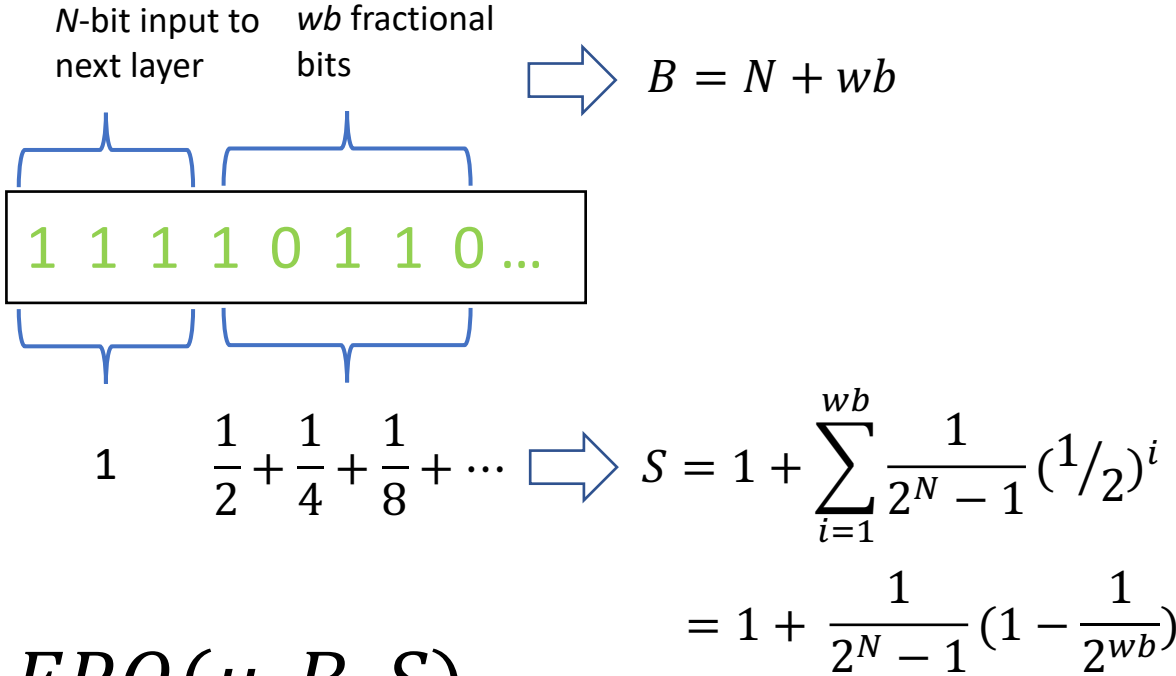 N-bit input to
next layer
wb fractional
bits
B = N + wb
1 1 1 1 0 1 1 0 ...
1
1/2 + 1/4 + 1/8 + ⋯
S = 1 + ∑_{i=1}^{wb} 1/(2^N − 1) (1/2)^i
= 1 + 1/(2^N − 1) (1 − 1/2^{wb})